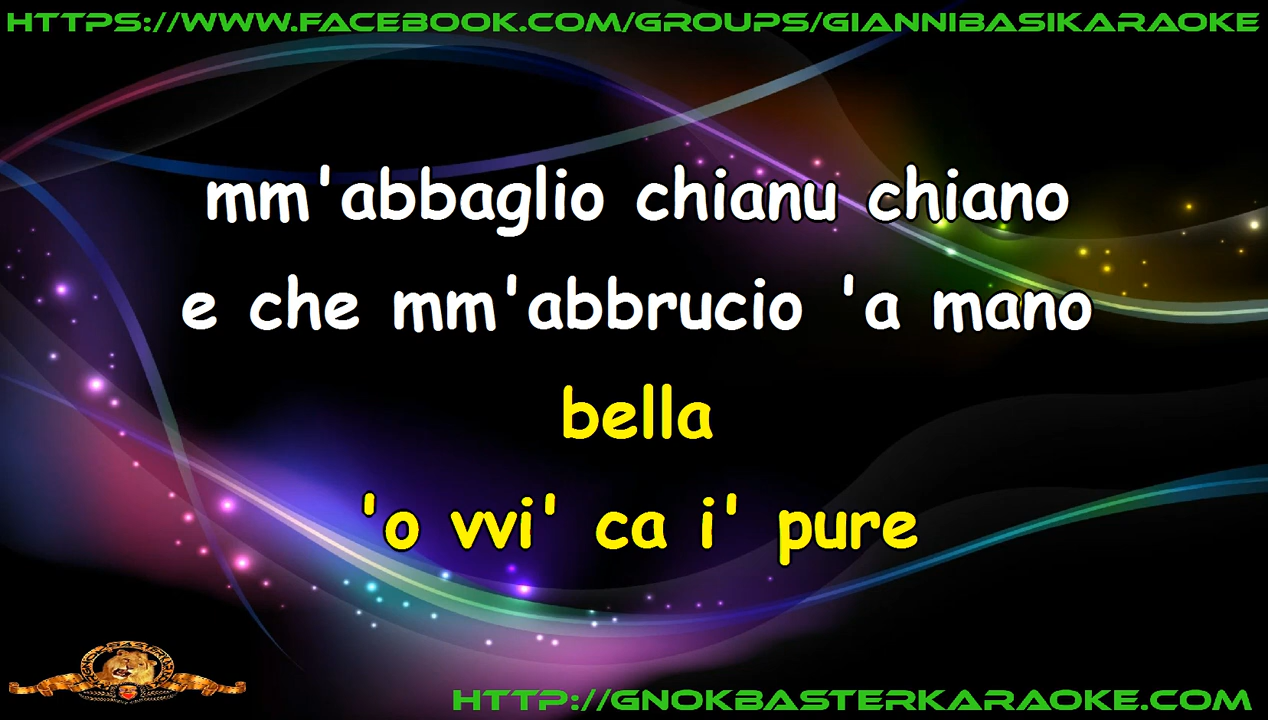 HTTPS://WWW.FACEBOOK.COM/GROUPS/GIANNIBASIKARAOKE
mm'abbaglio chianu chiano
e che mm'abbrucio 'a mano
bella
'o vvi' ca i' pure
HTTP://GNOKBASTERKARAOKE.COM